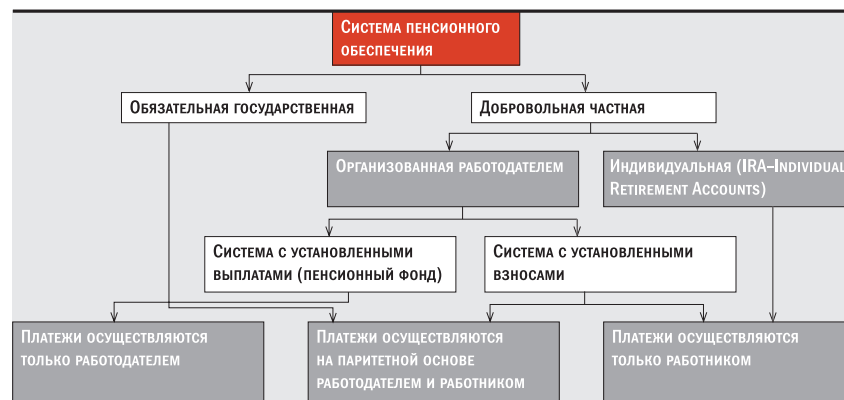 Система пенсионного
обеспечения
Обязательная государственная
Добровольная частная
Организованная работодателем
Индивидуальная (IRA–Individual
Retirement Accounts)
Система с установленными
выплатами (пенсионный фонд)
Система с установленными
взносами
Платежи осуществляются
только работодателем
Платежи осуществляются
на паритетной основе
работодателем и работником
Платежи осуществляются
только работником